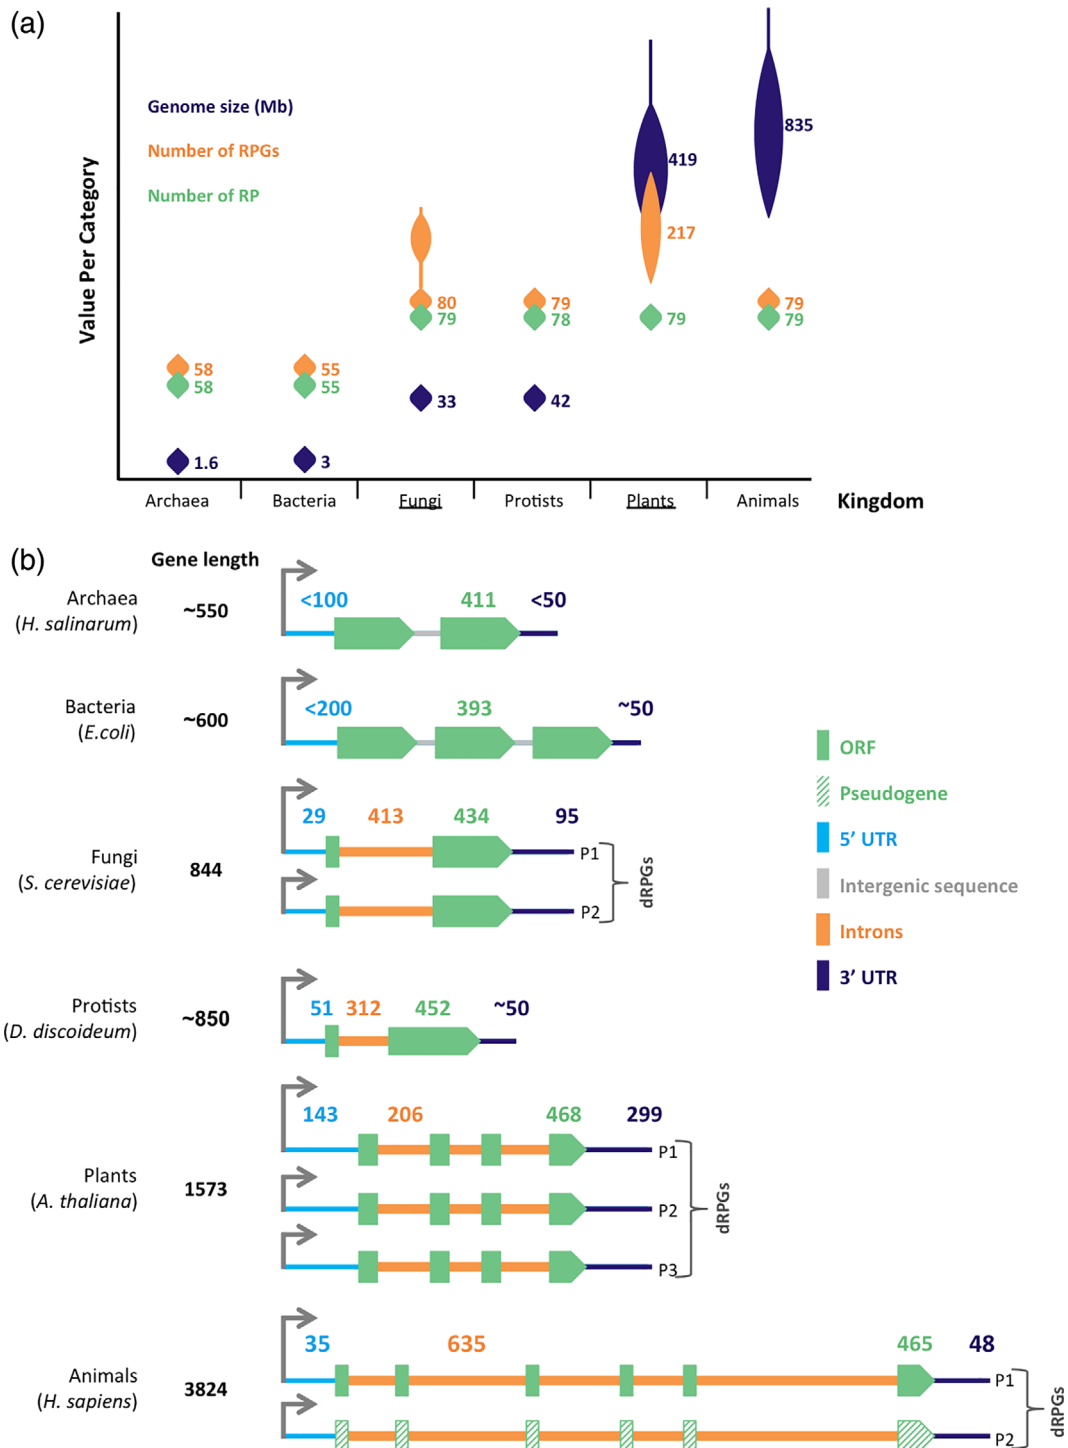 (a)
Value Per Category
Genome size (Mb)
Number of RPGs
Number of RP
835
419
217
80
79
79
78
79
79
79
58
58
55
55
33
42
1.6
3
Archaea
Bacteria
Fungi
Protists
Plants
Animals
Kingdom
(b)
Gene length
Archaea
(H. salinarum)
~550
<100
411
<50
Bacteria
(E.coli)
~600
<200
393
~50
Fungi
(S. cerevisiae)
844
29
413
434
95
P1
P2
dRPGs
Protists
(D. discoideum)
~850
51
312
452
~50
Plants
(A. thaliana)
1573
143
206
468
299
P1
P2
P3
dRPGs
Animals
(H. sapiens)
3824
35
635
465
48
P1
P2
dRPGs
ORF
Pseudogene
5’ UTR
Intergenic sequence
Introns
3’ UTR